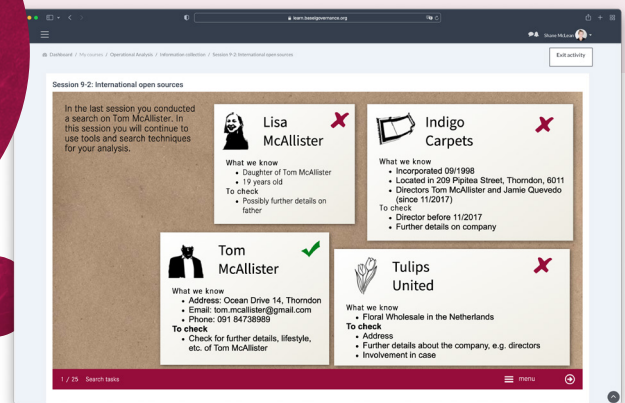 learn.baselgovernance.org
Shane McLean
Dashboard / My courses / Operational Analysis / Information collection / Session 9-2: International open sources
Exit activity
Session 9-2: International open sources
In the last session you conducted
a search on Tom McAllister. In
this session you will continue to
use tools and search techniques
for your analysis.
Lisa
McAllister
What we know
• Daughter of Tom McAllister
• 19 years old
To check
• Possibly further details on
father
Indigo
Carpets
What we know
• Incorporated 09/1998
• Located in 209 Pipitea Street, Thorndon, 6011
• Directors Tom McAllister and Jamie Quevedo
(since 11/2017)
To check
• Director before 11/2017
• Further details on company
Tom
McAllister
What we know
• Address: Ocean Drive 14, Thorndon
• Email: tom.mcallister@gmail.com
• Phone: 091 84738989
To check
• Check for further details, lifestyle,
etc. of Tom McAllister
Tulips
United
What we know
• Floral Wholesale in the Netherlands
To check
• Address
• Further details about the company, e.g. directors
• Involvement in case
1 / 25 Search tasks
menu